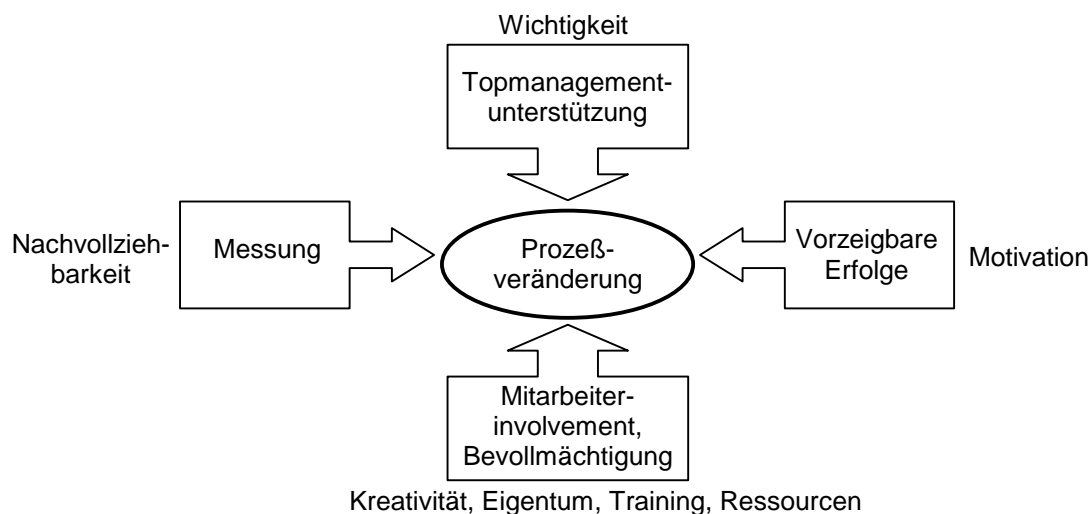 Wichtigkeit
Topmanagement-
unterstützung
Nachvollzieh-
barkeit
Messung
Prozeß-
veränderung
Vorzeigbare
Erfolge
Motivation
Mitarbeiter-
involvement,
Bevollmächtigung
Kreativität, Eigentum, Training, Ressourcen